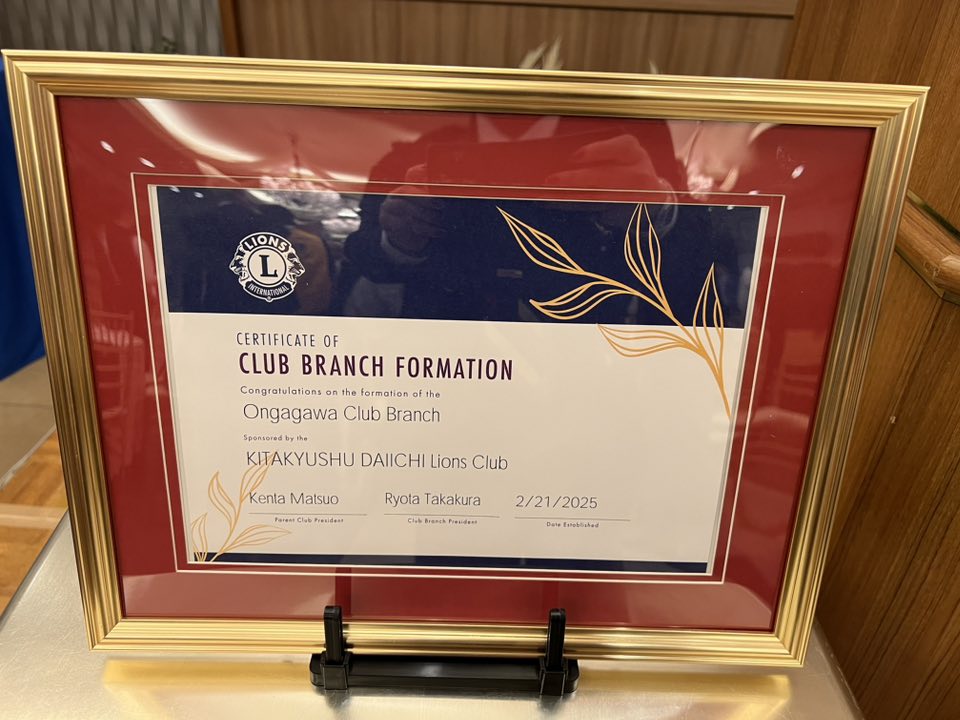 LIONS
L
INTERNATIONAL
CERTIFICATE OF
CLUB BRANCH FORMATION
Congratulations on the formation of the
Ongagawa Club Branch
Sponsored by the
KITAKYUSHU DAIICHI Lions Club
Kenta Matsuo Ryota Takakura 2/21/2025
Parent Club President Club Branch President Date Established